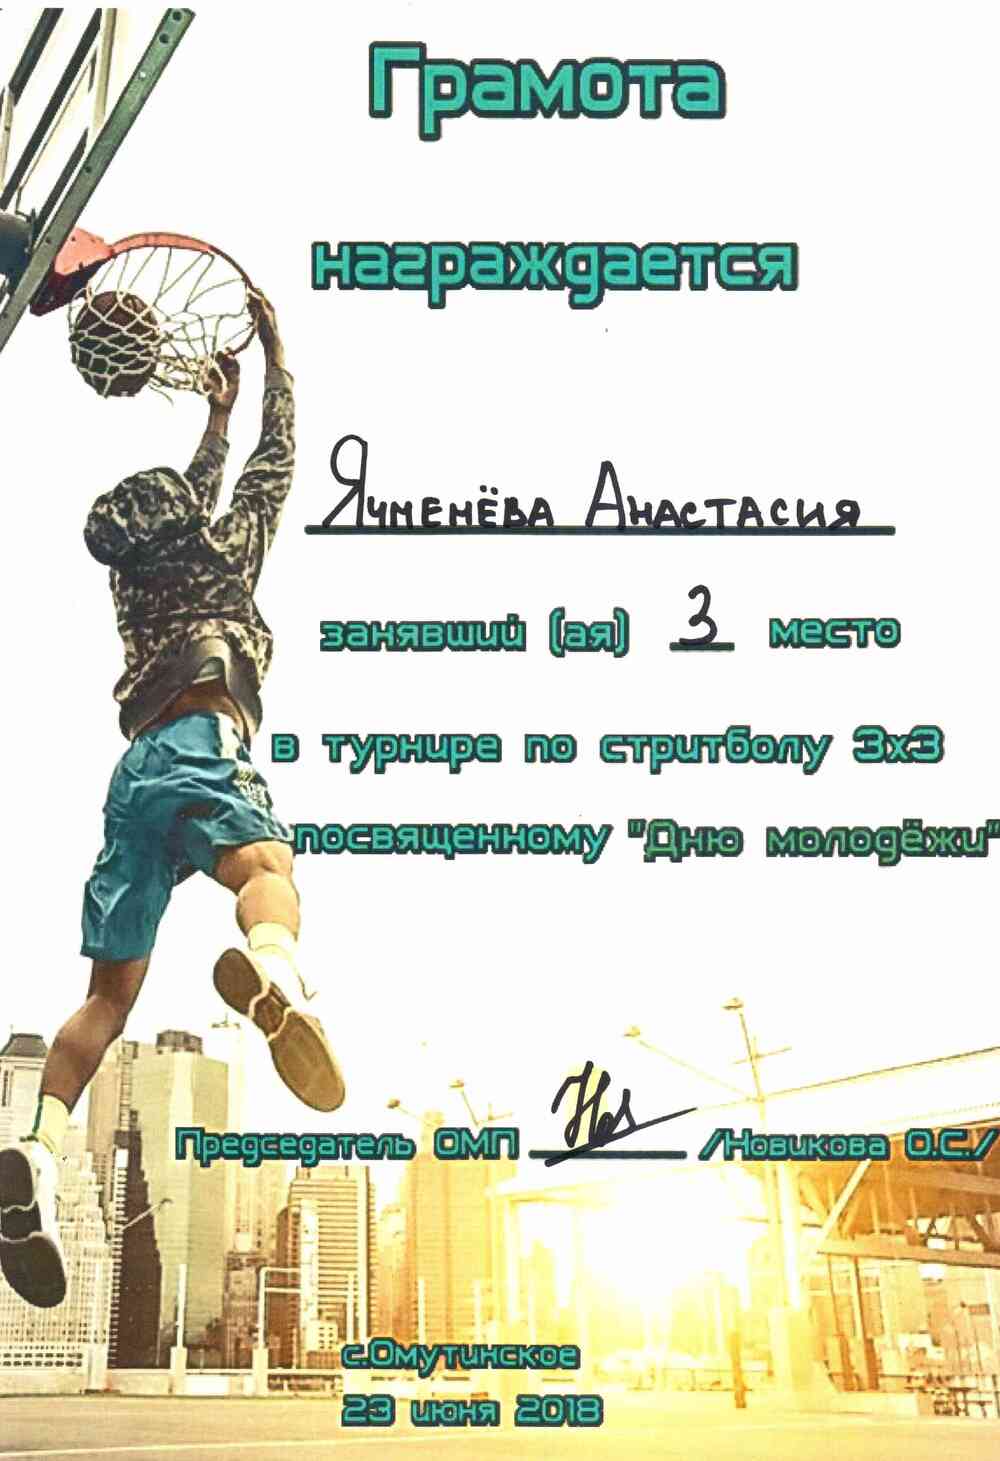 Грамота
награждается
Ячменёва Анастасия
занявший (ая) 3 место
в турнире по стритболу 3х3
посвященному "Дню молодёжи"
Председатель ОМП /Новикова О.С./
с.Омутинское
23 июня 2018